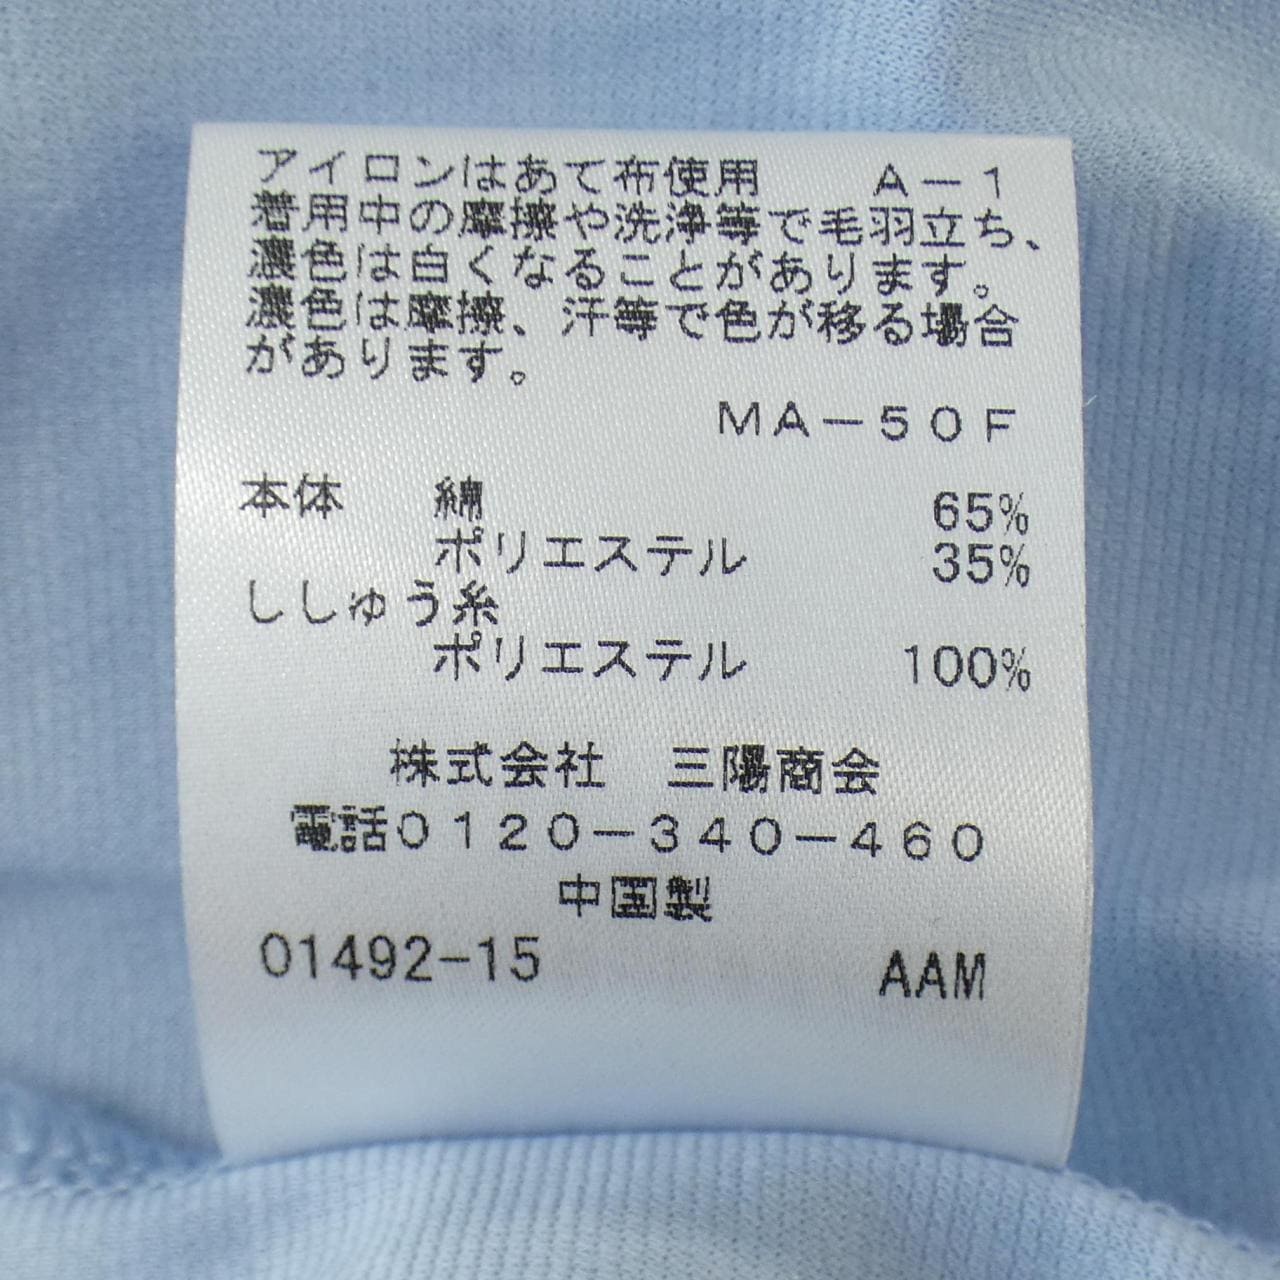 アイロンはあて布使用　Ａ－１
着用中の摩擦や洗浄等で毛羽立ち、
濃色は白くなることがあります。
濃色は摩擦、汗等で色が移る場合
があります。
ＭＡ－５０Ｆ
本体　綿　65%
ポリエステル　35%
ししゅう糸
ポリエステル　100%
株式会社　三陽商会
電話０１２０－３４０－４６０
中国製
01492-15　AAM